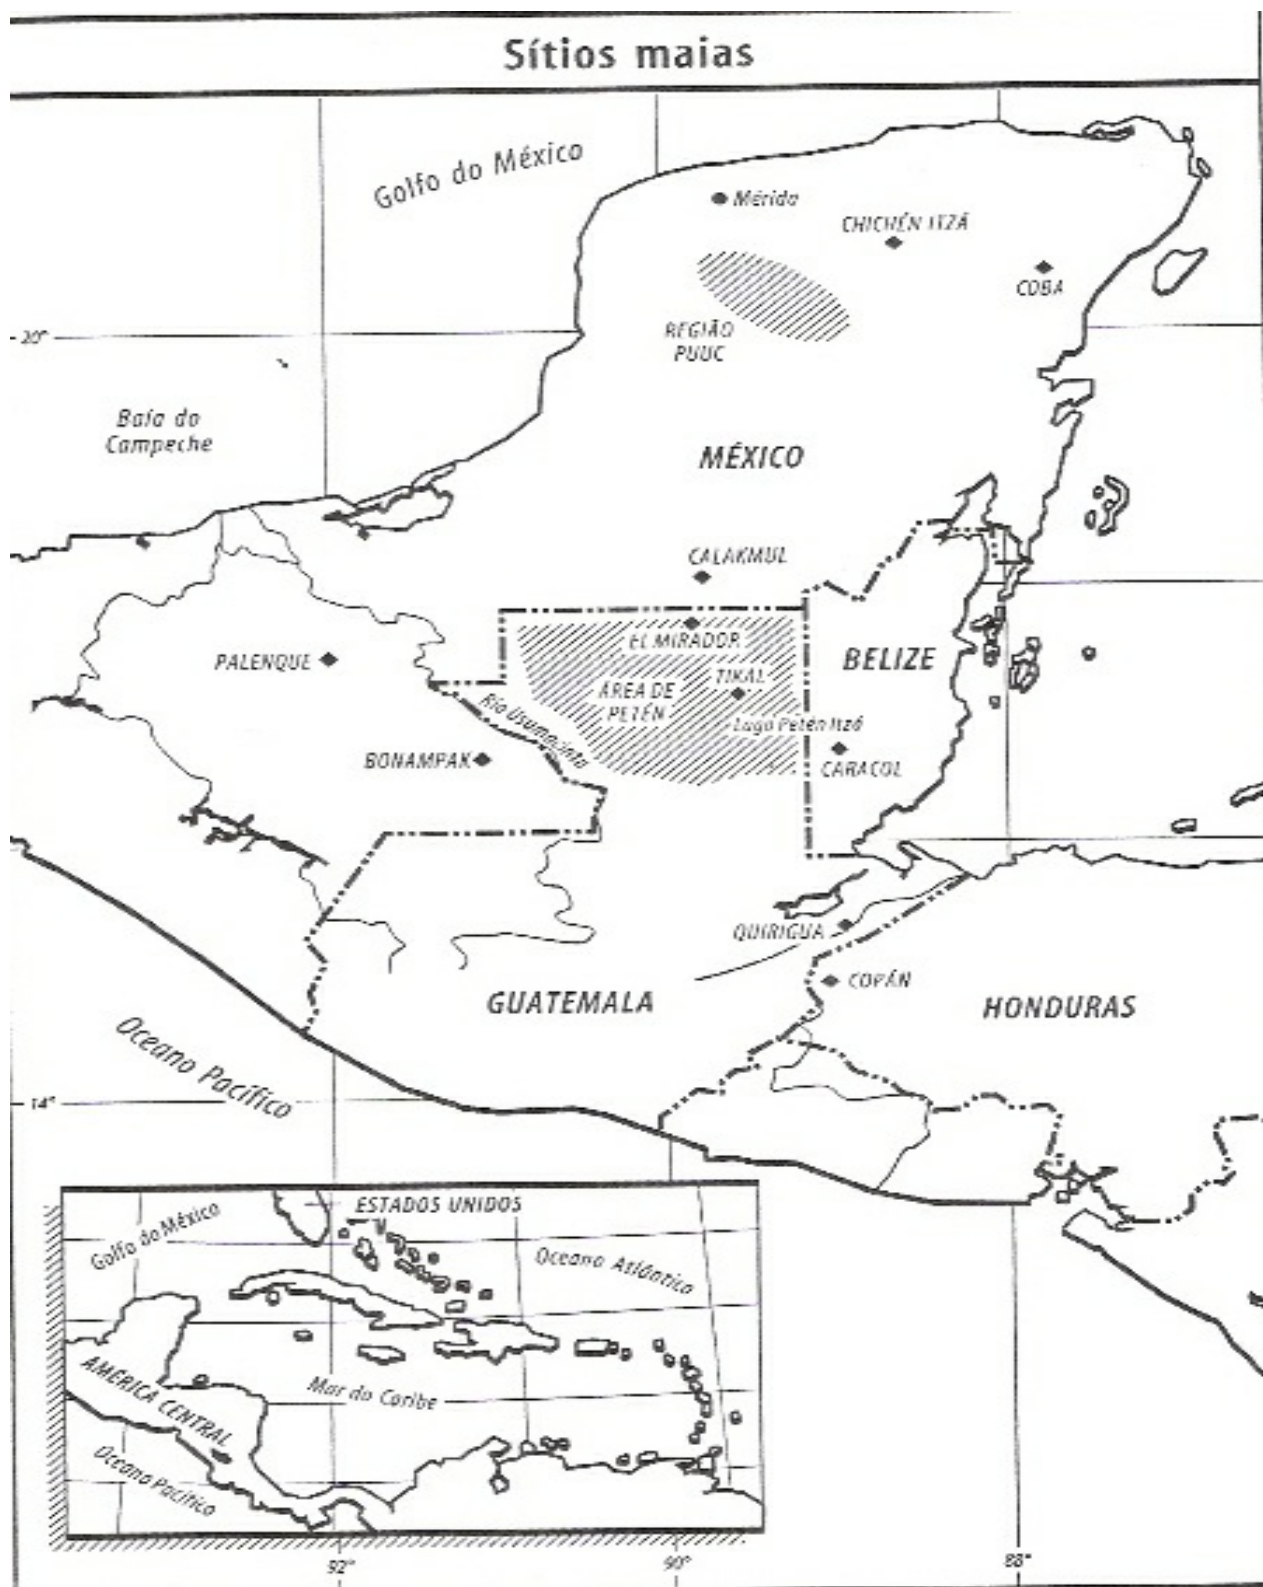 Sítios maias
Golfo do México
Mérida
CHICHÉN ITZÁ
COBA
REGIÃO
PUUC
20°
Baía do
Campeche
MÉXICO
CALAKMUL
EL MIRADOR
PALENQUE
BELIZE
TIKAL
ÁREA DE
PETÉN
Rio Usumacinta
Lago Petén Itzá
BONAMPAK
CARACOL
QUIRIGUA
COPÁN
GUATEMALA
HONDURAS
Oceano Pacífico
14°
ESTADOS UNIDOS
Golfo do México
Oceano Atlântico
AMÉRICA CENTRAL
Mar do Caribe
Oceano Pacífico
92°
90°
88°